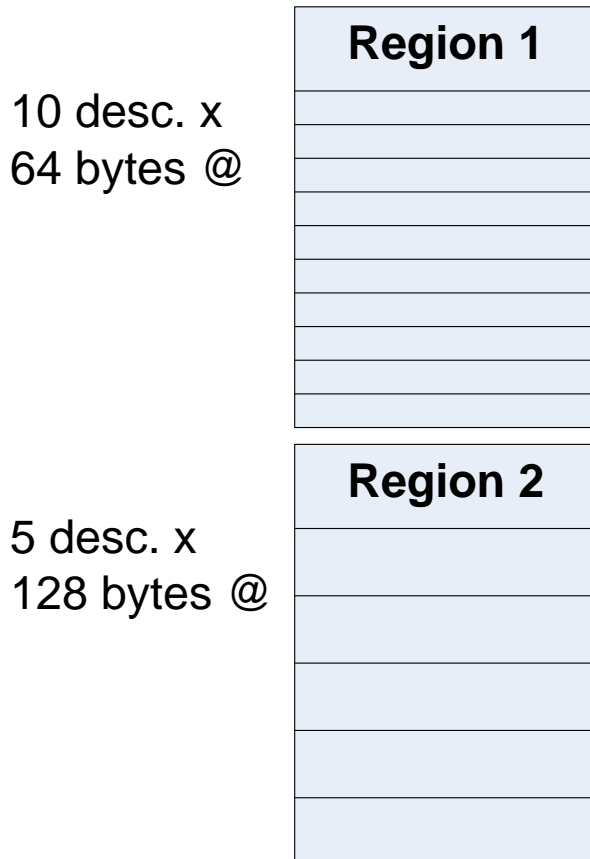 Region 1
10 desc. x
64 bytes @
Region 2
5 desc. x
128 bytes @